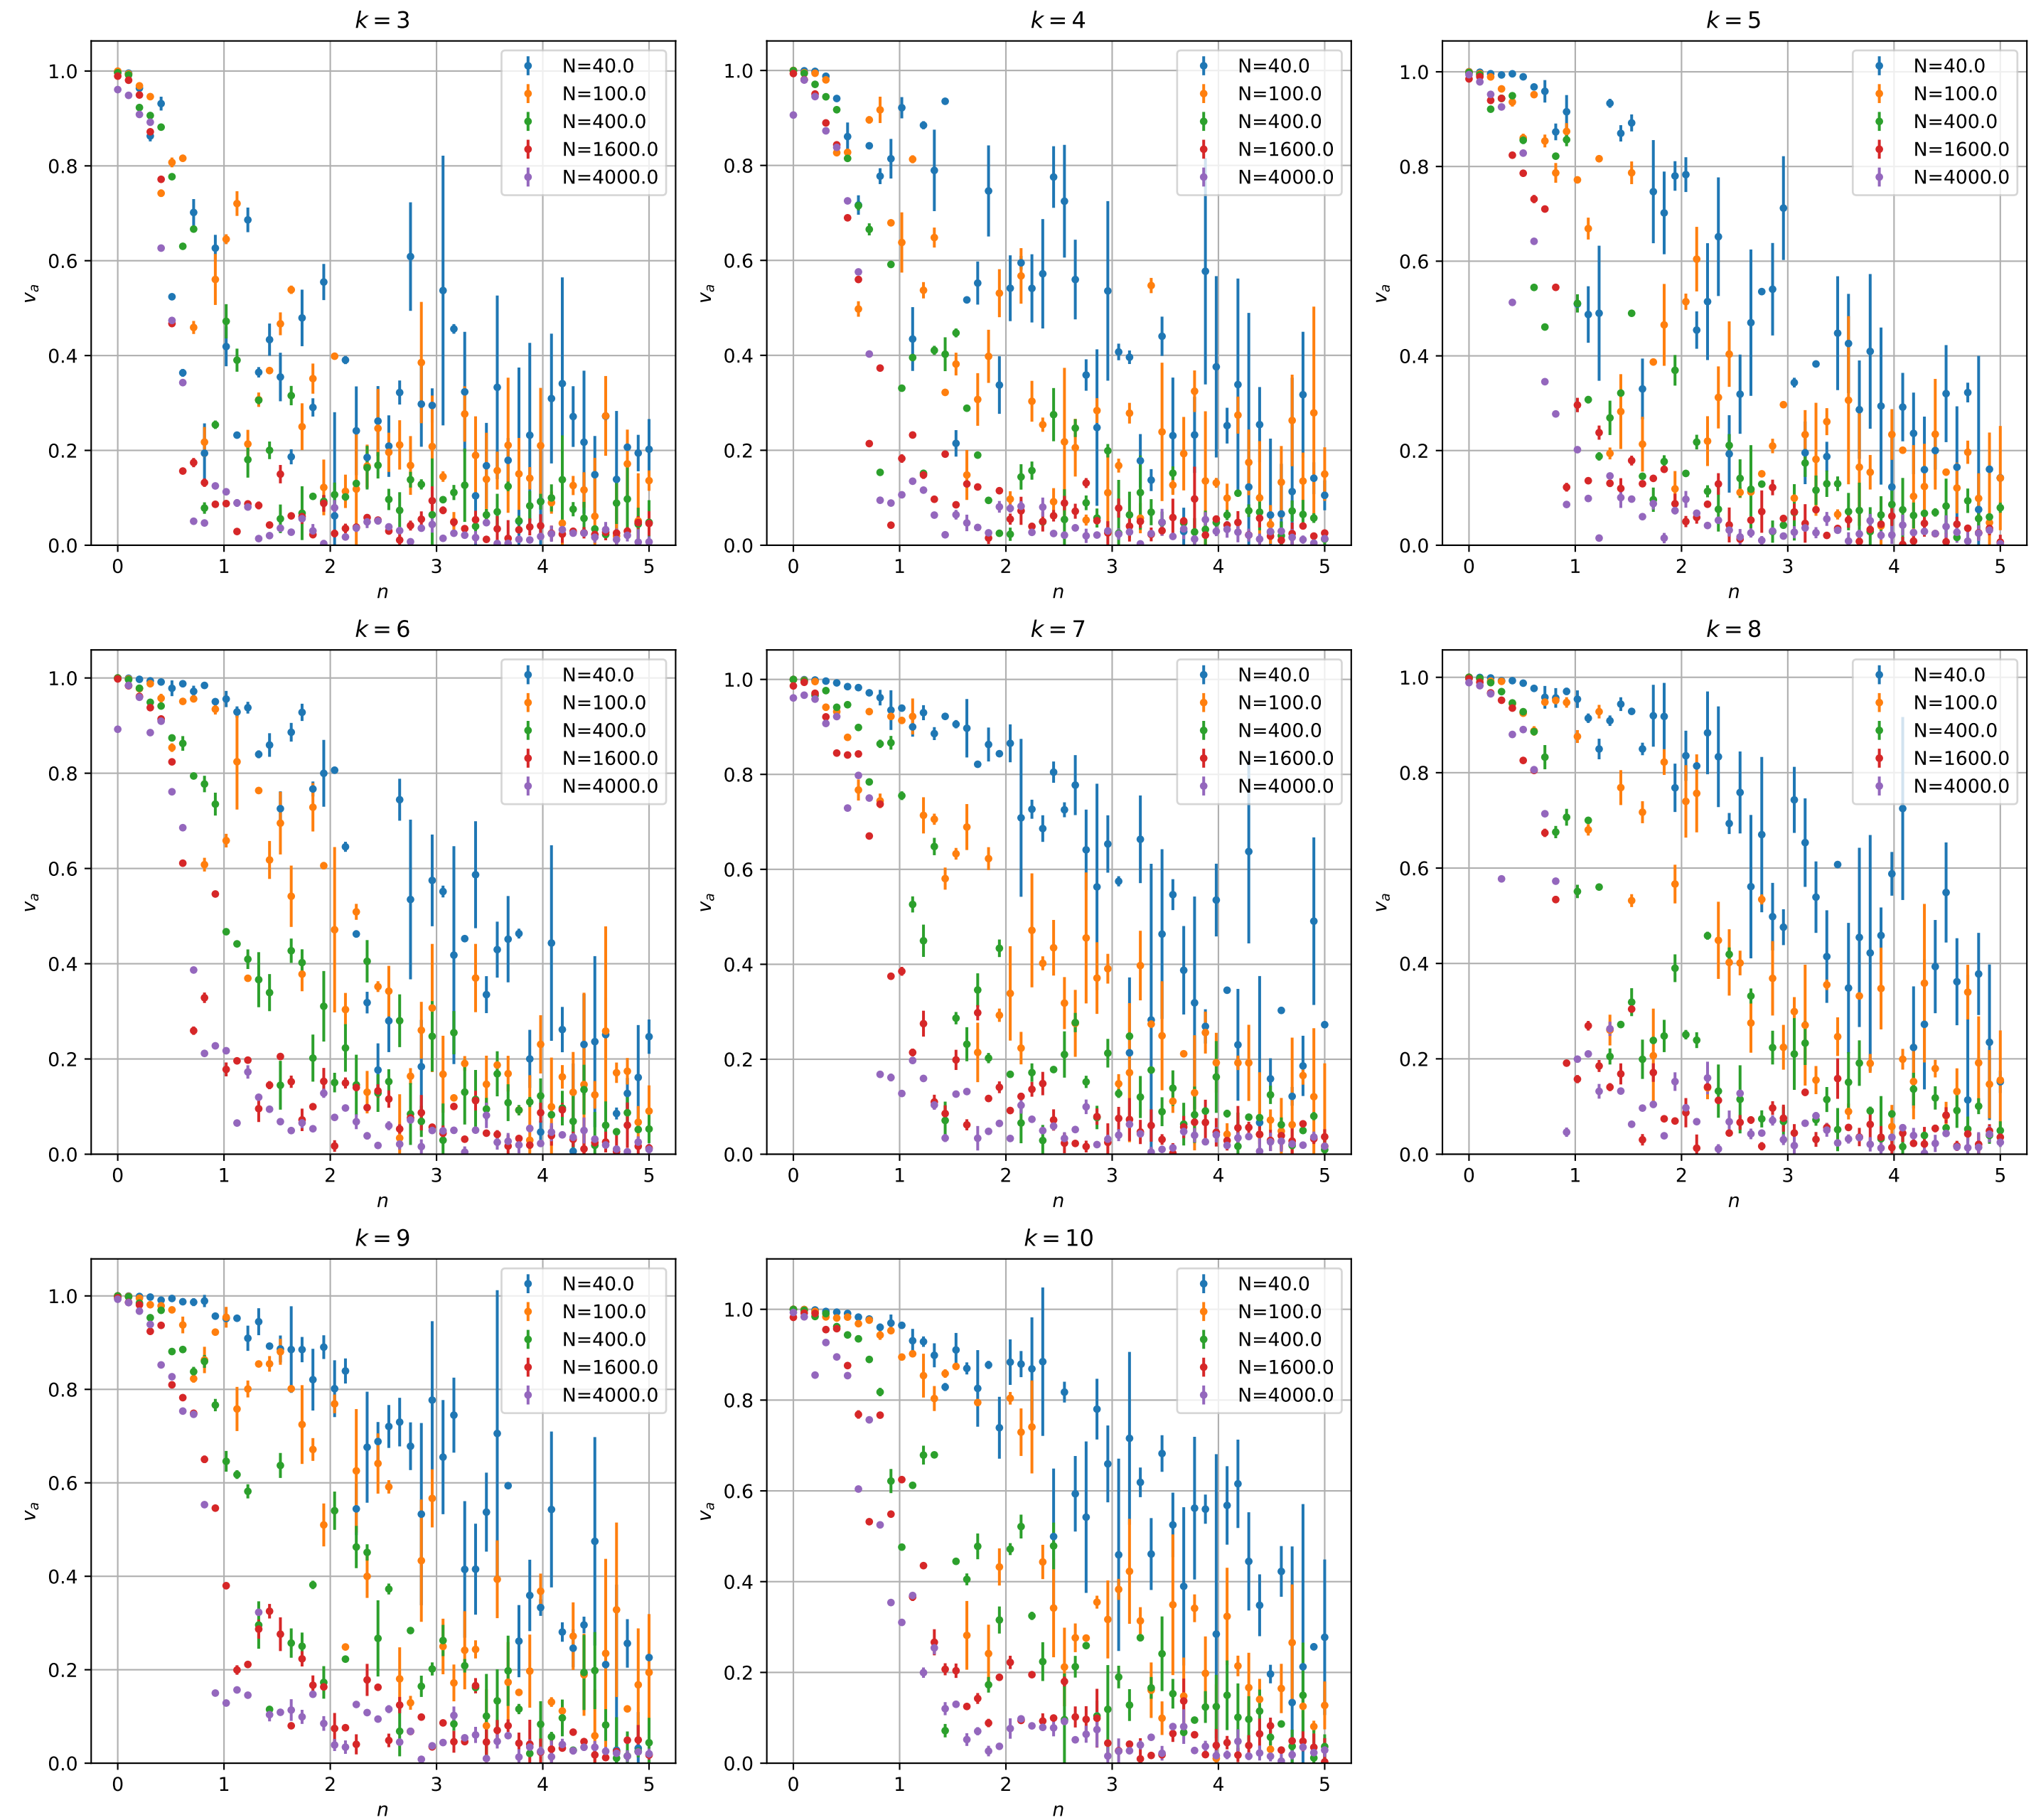 k = 3
1.0
0.8
0.6
0.4
0.2
0.0
v_a
0 1 2 3 4 5
n
N=40.0
N=100.0
N=400.0
N=1600.0
N=4000.0
k = 4
1.0
0.8
0.6
0.4
0.2
0.0
v_a
0 1 2 3 4 5
n
N=40.0
N=100.0
N=400.0
N=1600.0
N=4000.0
k = 5
1.0
0.8
0.6
0.4
0.2
0.0
v_a
0 1 2 3 4 5
n
N=40.0
N=100.0
N=400.0
N=1600.0
N=4000.0
k = 6
1.0
0.8
0.6
0.4
0.2
0.0
v_a
0 1 2 3 4 5
n
N=40.0
N=100.0
N=400.0
N=1600.0
N=4000.0
k = 7
1.0
0.8
0.6
0.4
0.2
0.0
v_a
0 1 2 3 4 5
n
N=40.0
N=100.0
N=400.0
N=1600.0
N=4000.0
k = 8
1.0
0.8
0.6
0.4
0.2
0.0
v_a
0 1 2 3 4 5
n
N=40.0
N=100.0
N=400.0
N=1600.0
N=4000.0
k = 9
1.0
0.8
0.6
0.4
0.2
0.0
v_a
0 1 2 3 4 5
n
N=40.0
N=100.0
N=400.0
N=1600.0
N=4000.0
k = 10
1.0
0.8
0.6
0.4
0.2
0.0
v_a
0 1 2 3 4 5
n
N=40.0
N=100.0
N=400.0
N=1600.0
N=4000.0